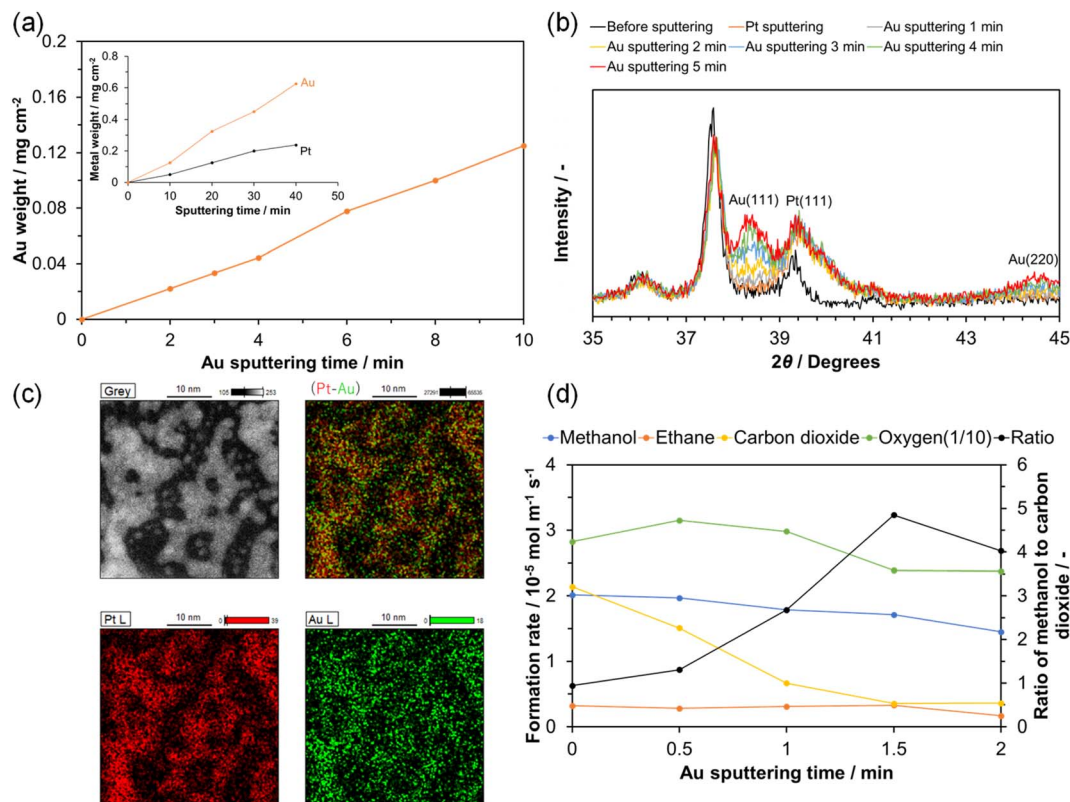 (a)
0.2
0.16
0.12
0.08
0.04
0
Au weight / mg cm-2
0 2 4 6 8 10
Au sputtering time / min
0.8
0.6
0.4
0.2
0
Metal weight / mg cm-2
Au
Pt
0 10 20 30 40 50
Sputtering time / min
(b)
Before sputtering Pt sputtering Au sputtering 1 min
Au sputtering 2 min Au sputtering 3 min Au sputtering 4 min
Au sputtering 5 min
Intensity / -
Au(111) Pt(111)
Au(220)
35 37 39 41 43 45
2θ / Degrees
(c)
Grey 10 nm 105 253
(Pt-Au) 10 nm 27291 65535
Pt L 10 nm 0 39
Au L 10 nm 0 18
(d)
Methanol Ethane Carbon dioxide Oxygen(1/10) Ratio
4
3
2
1
0
Formation rate / 10-5 mol m-1 s-1
6
5
4
3
2
1
0
Ratio of methanol to carbon
dioxide / -
0 0.5 1 1.5 2
Au sputtering time / min